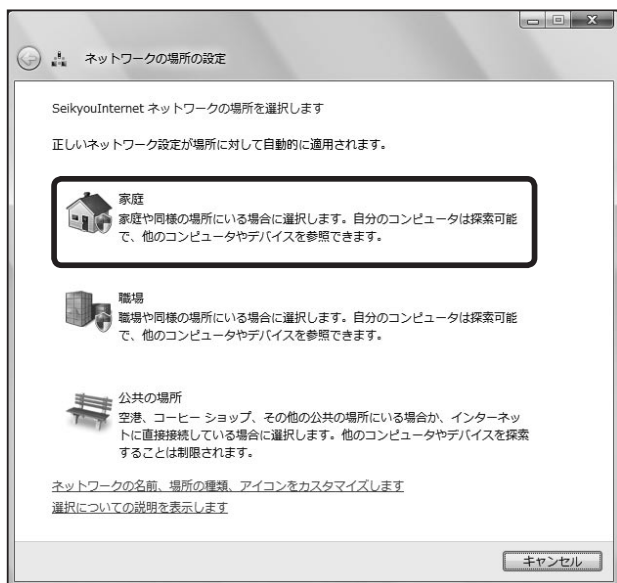 ネットワークの場所の設定
SeikyouInternet ネットワークの場所を選択します
正しいネットワーク設定が場所に対して自動的に適用されます。
家庭
家庭や同様の場所にいる場合に選択します。自分のコンピュータは探索可能
で、他のコンピュータやデバイスを参照できます。
職場
職場や同様の場所にいる場合に選択します。自分のコンピュータは探索可能
で、他のコンピュータやデバイスを参照できます。
公共の場所
空港、コーヒー ショップ、その他の公共の場所にいる場合か、インターネッ
トに直接接続している場合に選択します。他のコンピュータやデバイスを探索
することは制限されます。
ネットワークの名前、場所の種類、アイコンをカスタマイズします
選択についての説明を表示します
キャンセル